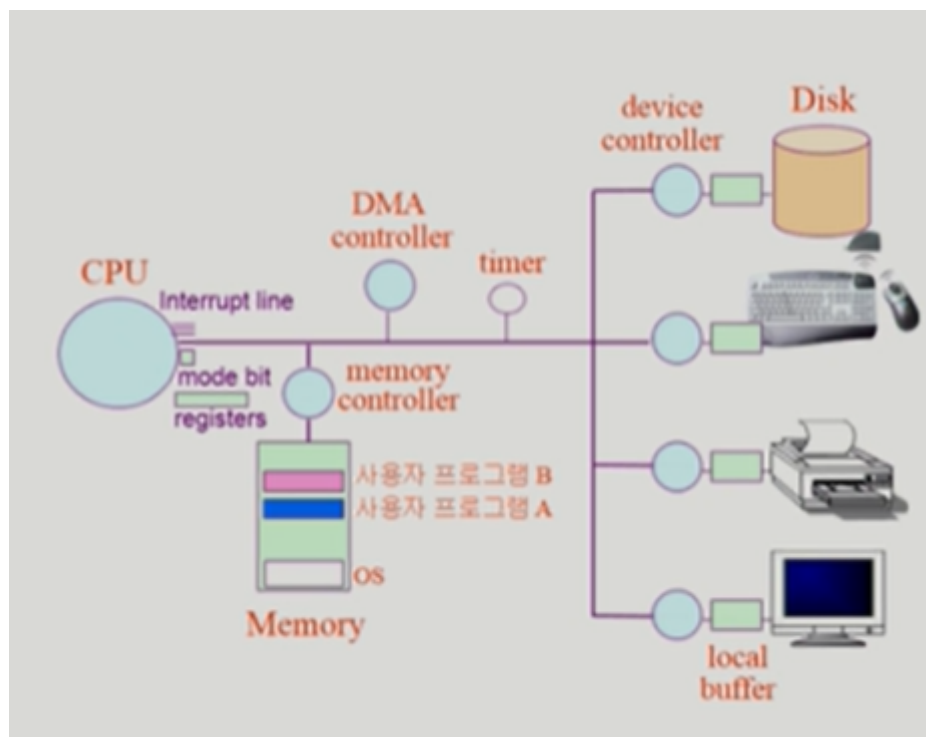 device
controller
Disk
DMA
controller
timer
CPU
Interrupt line
mode bit
registers
memory
controller
사용자 프로그램 B
사용자 프로그램 A
OS
Memory
local
buffer